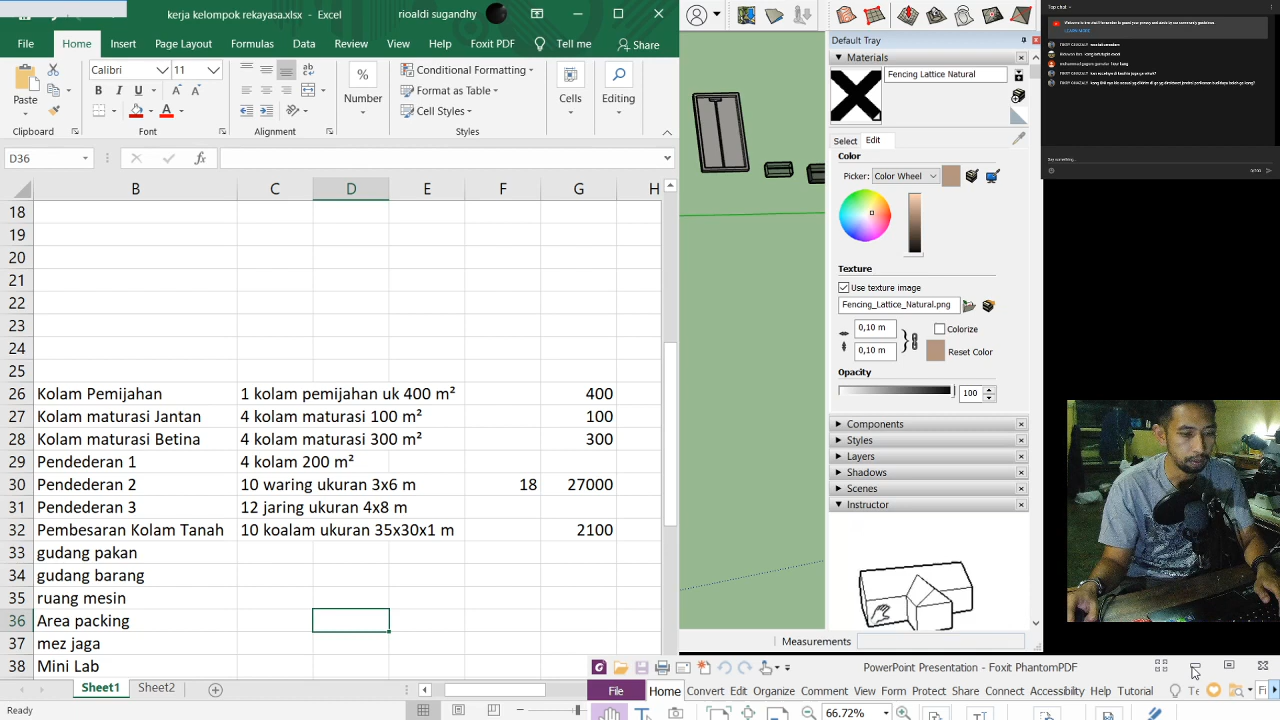 kerja kelompok rekayasa.xlsx - Excel
rioaldi sugandhy
File Home Insert Page Layout Formulas Data Review View Help Foxit PDF Tell me Share
Calibri 11
Paste
B I U
A A
Number
Conditional Formatting
Format as Table
Cell Styles
Cells
Editing
Clipboard Font Alignment Styles
D36
fx
B C D E F G H
18
19
20
21
22
23
24
25
26 Kolam Pemijahan 1 kolam pemijahan uk 400 m² 400
27 Kolam maturasi Jantan 4 kolam maturasi 100 m² 100
28 Kolam maturasi Betina 4 kolam maturasi 300 m² 300
29 Pendederan 1 4 kolam 200 m²
30 Pendederan 2 10 waring ukuran 3x6 m 18 27000
31 Pendederan 3 12 jaring ukuran 4x8 m
32 Pembesaran Kolam Tanah 10 koalam ukuran 35x30x1 m 2100
33 gudang pakan
34 gudang barang
35 ruang mesin
36 Area packing
37 mez jaga
38 Mini Lab
Sheet1 Sheet2
Default Tray
Materials
Fencing Lattice Natural
Select Edit
Color
Picker: Color Wheel
Texture
Use texture image
Fencing_Lattice_Natural.png
0,10 m
Colorize
0,10 m
Reset Color
Opacity
100
Components
Styles
Layers
Shadows
Scenes
Instructor
Measurements
PowerPoint Presentation - Foxit PhantomPDF
File Home Convert Edit Organize Comment View Form Protect Share Connect Accessibility Help Tutorial Te Fi
66.72%
Top chat
LEARN MORE
Say something...
0/200